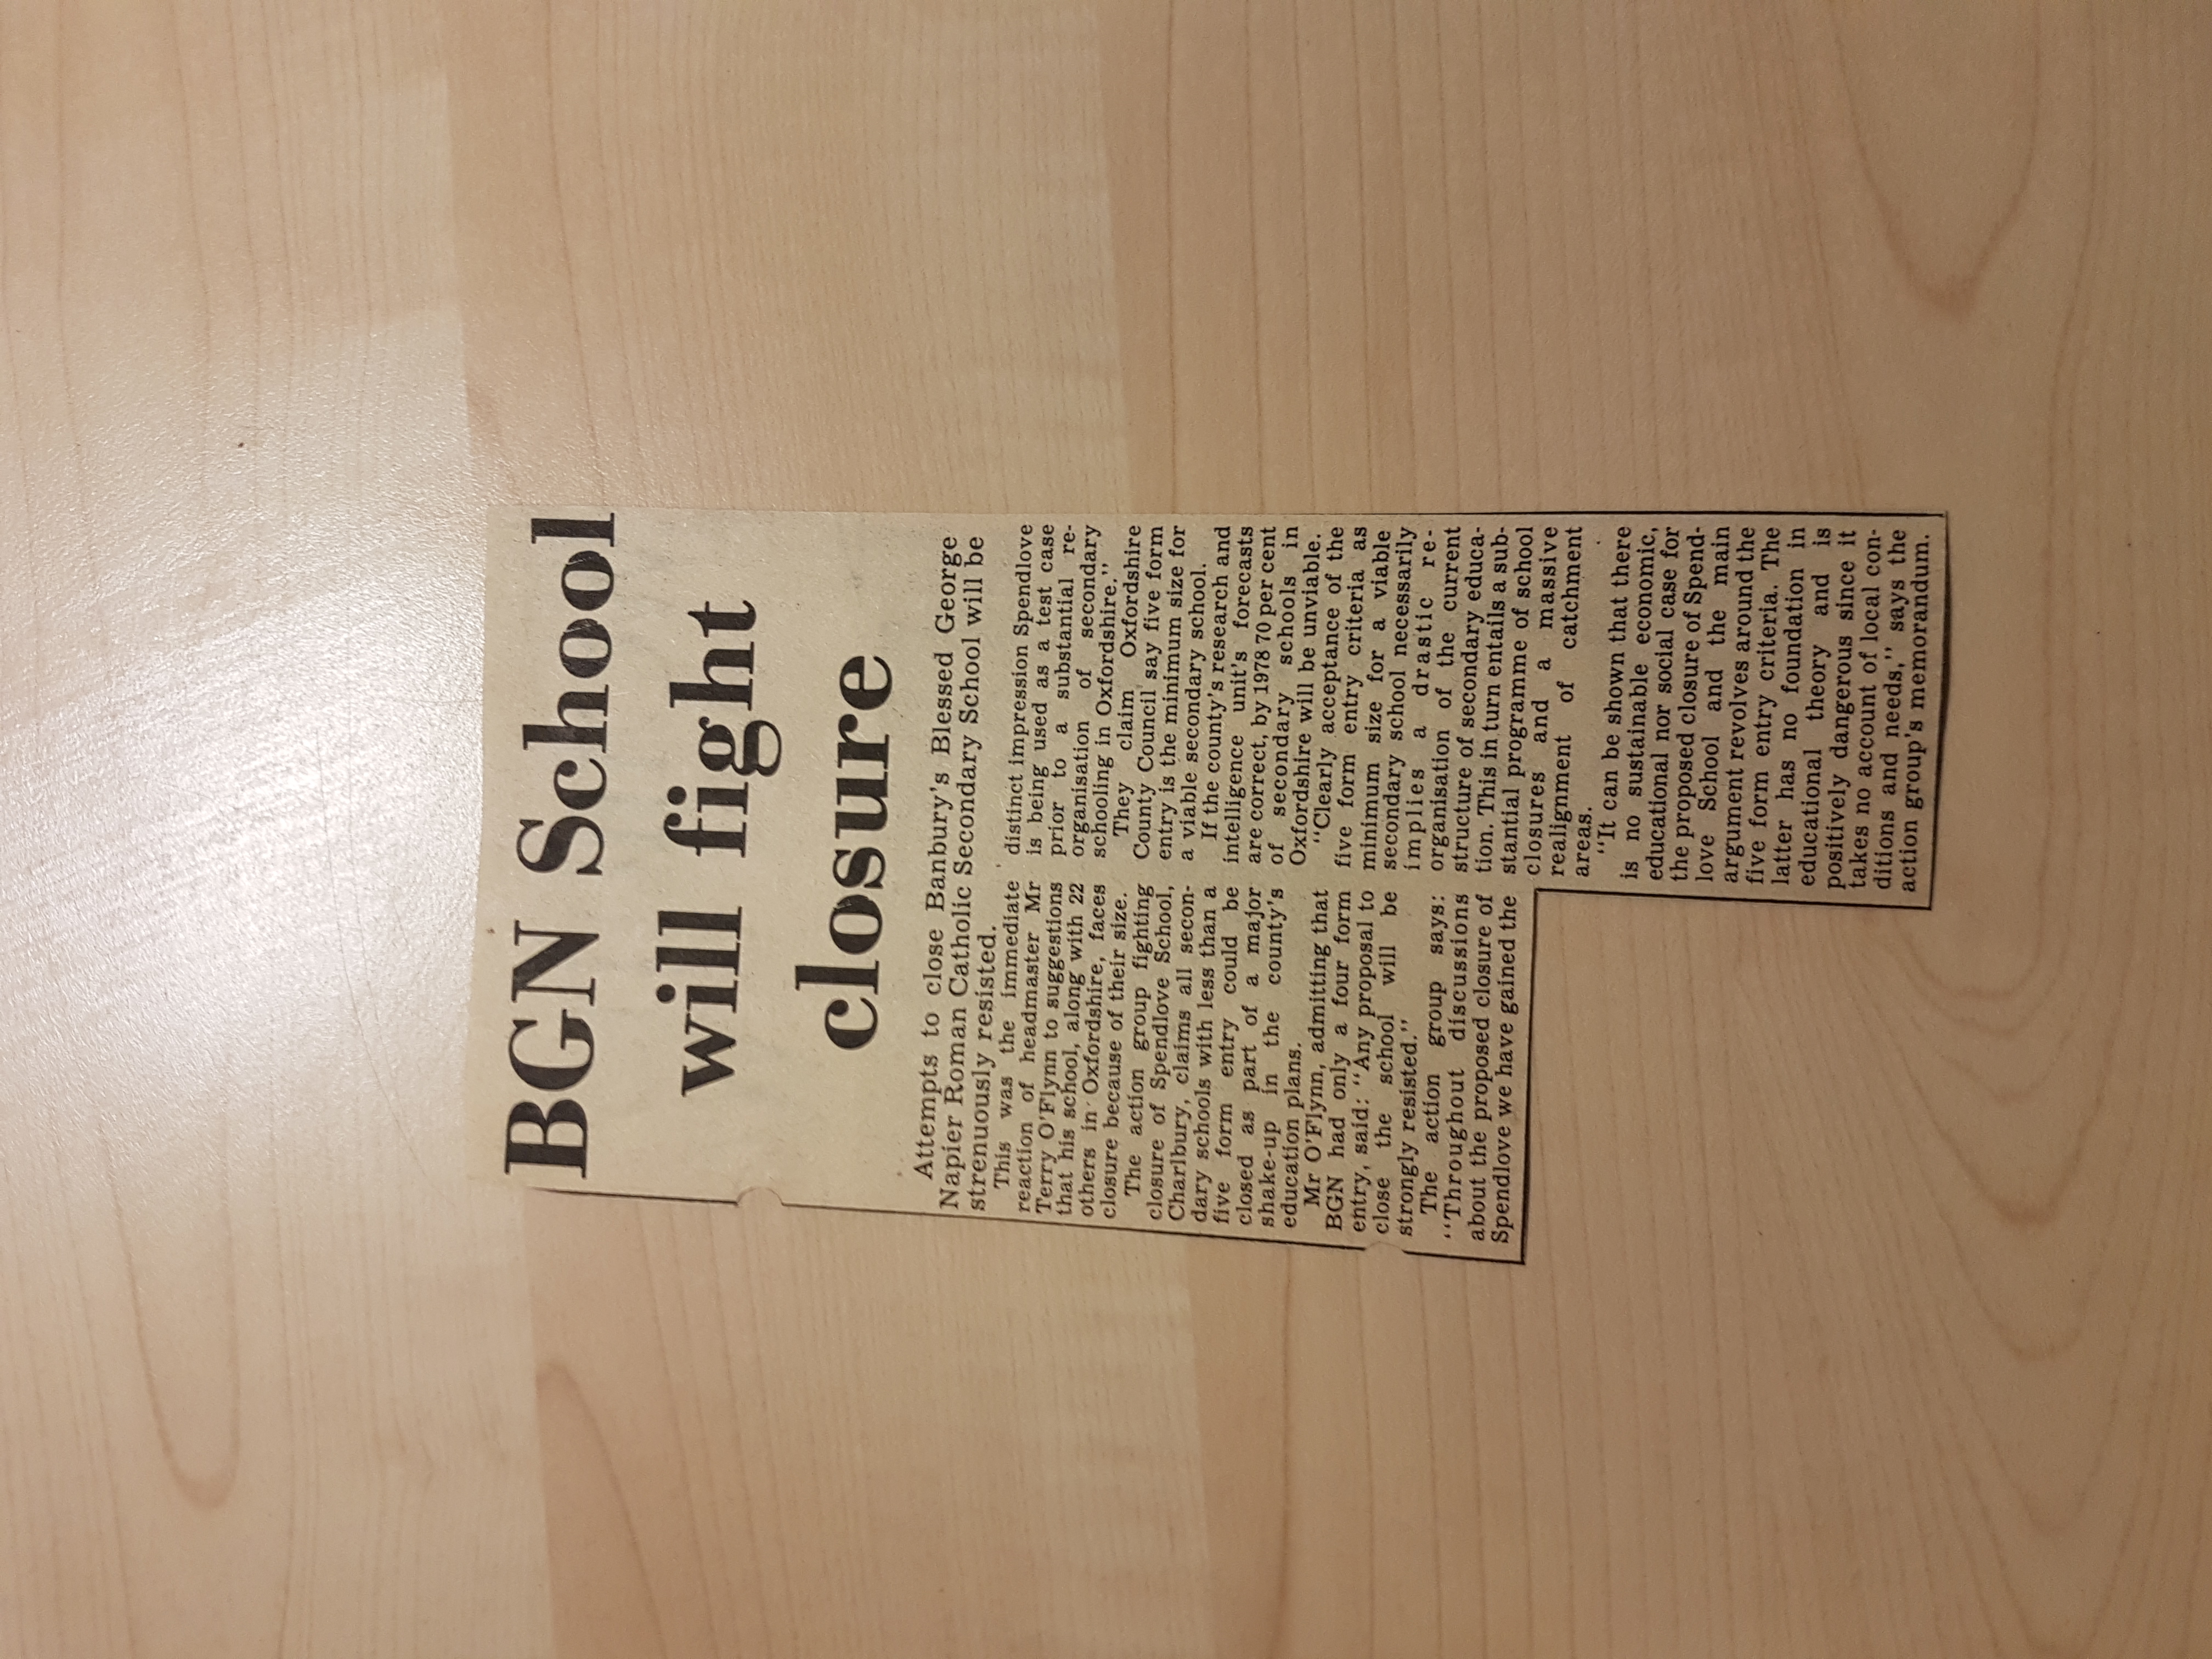 BGN School
will fight
closure
Attempts to close Banbury's Blessed George
Napier Roman Catholic Secondary School will be
strenuously resisted.
This was the immediate
reaction of headmaster Mr
Terry O'Flynn to suggestions
that his school, along with 22
others in Oxfordshire, faces
closure because of their size.
The action group fighting
closure of Spendlove School,
Charlbury, claims all secon-
dary schools with less than a
five form entry could be
closed as part of a major
shake-up in the county's
education plans.
Mr O'Flynn, admitting that
BGN had only a four form
entry, said: "Any proposal to
close the school will be
strongly resisted."
The action group says:
"Throughout discussions
about the proposed closure of
Spendlove we have gained the
distinct impression Spendlove
is being used as a test case
prior to a substantial re-
organisation of secondary
schooling in Oxfordshire."
They claim Oxfordshire
County Council say five form
entry is the minimum size for
a viable secondary school.
If the county's research and
intelligence unit's forecasts
are correct, by 1978 70 per cent
of secondary schools in
Oxfordshire will be unviable.
"Clearly acceptance of the
five form entry criteria as
minimum size for a viable
secondary school necessarily
implies a drastic re-
organisation of the current
structure of secondary educa-
tion. This in turn entails a sub-
stantial programme of school
closures and a massive
realignment of catchment
areas.
"It can be shown that there
is no sustainable economic,
educational nor social case for
the proposed closure of Spend-
love School and the main
argument revolves around the
five form entry criteria. The
latter has no foundation in
educational theory and is
positively dangerous since it
takes no account of local con-
ditions and needs," says the
action group's memorandum.